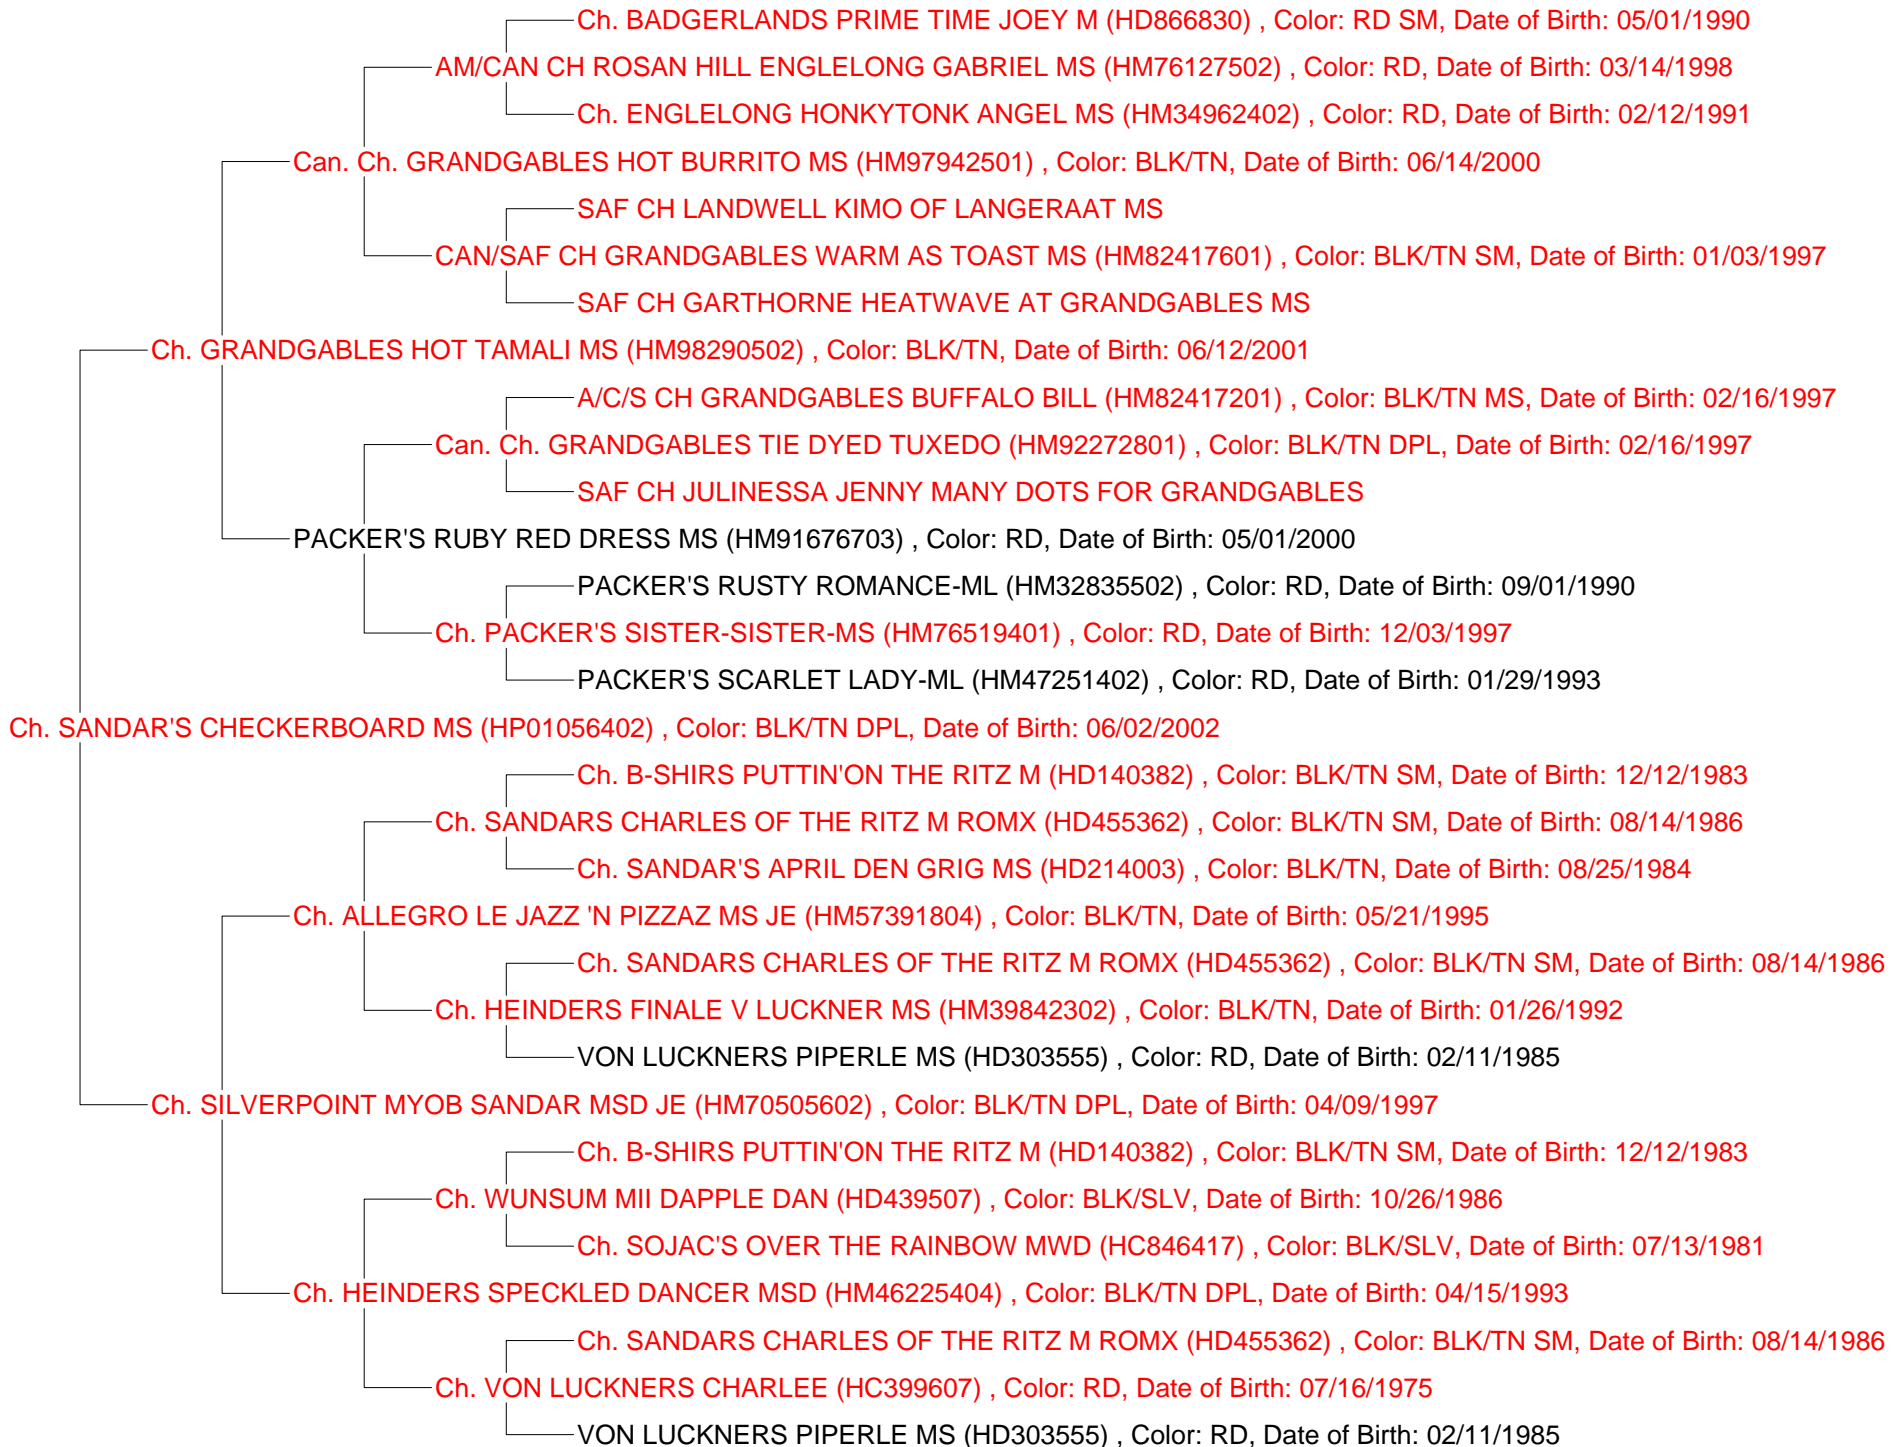 Ch. BADGERLANDS PRIME TIME JOEY M (HD866830) , Color: RD SM, Date of Birth: 05/01/1990
AM/CAN CH ROSAN HILL ENGLELONG GABRIEL MS (HM76127502) , Color: RD, Date of Birth: 03/14/1998
Ch. ENGLELONG HONKYTONK ANGEL MS (HM34962402) , Color: RD, Date of Birth: 02/12/1991
Can. Ch. GRANDGABLES HOT BURRITO MS (HM97942501) , Color: BLK/TN, Date of Birth: 06/14/2000
SAF CH LANDWELL KIMO OF LANGERAAT MS
CAN/SAF CH GRANDGABLES WARM AS TOAST MS (HM82417601) , Color: BLK/TN SM, Date of Birth: 01/03/1997
SAF CH GARTHORNE HEATWAVE AT GRANDGABLES MS
Ch. GRANDGABLES HOT TAMALI MS (HM98290502) , Color: BLK/TN, Date of Birth: 06/12/2001
A/C/S CH GRANDGABLES BUFFALO BILL (HM82417201) , Color: BLK/TN MS, Date of Birth: 02/16/1997
Can. Ch. GRANDGABLES TIE DYED TUXEDO (HM92272801) , Color: BLK/TN DPL, Date of Birth: 02/16/1997
SAF CH JULINESSA JENNY MANY DOTS FOR GRANDGABLES
PACKER'S RUBY RED DRESS MS (HM91676703) , Color: RD, Date of Birth: 05/01/2000
PACKER'S RUSTY ROMANCE-ML (HM32835502) , Color: RD, Date of Birth: 09/01/1990
Ch. PACKER'S SISTER-SISTER-MS (HM76519401) , Color: RD, Date of Birth: 12/03/1997
PACKER'S SCARLET LADY-ML (HM47251402) , Color: RD, Date of Birth: 01/29/1993
Ch. SANDAR'S CHECKERBOARD MS (HP01056402) , Color: BLK/TN DPL, Date of Birth: 06/02/2002
Ch. B-SHIRS PUTTIN'ON THE RITZ M (HD140382) , Color: BLK/TN SM, Date of Birth: 12/12/1983
Ch. SANDARS CHARLES OF THE RITZ M ROMX (HD455362) , Color: BLK/TN SM, Date of Birth: 08/14/1986
Ch. SANDAR'S APRIL DEN GRIG MS (HD214003) , Color: BLK/TN, Date of Birth: 08/25/1984
Ch. ALLEGRO LE JAZZ 'N PIZZAZ MS JE (HM57391804) , Color: BLK/TN, Date of Birth: 05/21/1995
Ch. SANDARS CHARLES OF THE RITZ M ROMX (HD455362) , Color: BLK/TN SM, Date of Birth: 08/14/1986
Ch. HEINDERS FINALE V LUCKNER MS (HM39842302) , Color: BLK/TN, Date of Birth: 01/26/1992
VON LUCKNERS PIPERLE MS (HD303555) , Color: RD, Date of Birth: 02/11/1985
Ch. SILVERPOINT MYOB SANDAR MSD JE (HM70505602) , Color: BLK/TN DPL, Date of Birth: 04/09/1997
Ch. B-SHIRS PUTTIN'ON THE RITZ M (HD140382) , Color: BLK/TN SM, Date of Birth: 12/12/1983
Ch. WUNSUM MII DAPPLE DAN (HD439507) , Color: BLK/SLV, Date of Birth: 10/26/1986
Ch. SOJAC'S OVER THE RAINBOW MWD (HC846417) , Color: BLK/SLV, Date of Birth: 07/13/1981
Ch. HEINDERS SPECKLED DANCER MSD (HM46225404) , Color: BLK/TN DPL, Date of Birth: 04/15/1993
Ch. SANDARS CHARLES OF THE RITZ M ROMX (HD455362) , Color: BLK/TN SM, Date of Birth: 08/14/1986
Ch. VON LUCKNERS CHARLEE (HC399607) , Color: RD, Date of Birth: 07/16/1975
VON LUCKNERS PIPERLE MS (HD303555) , Color: RD, Date of Birth: 02/11/1985